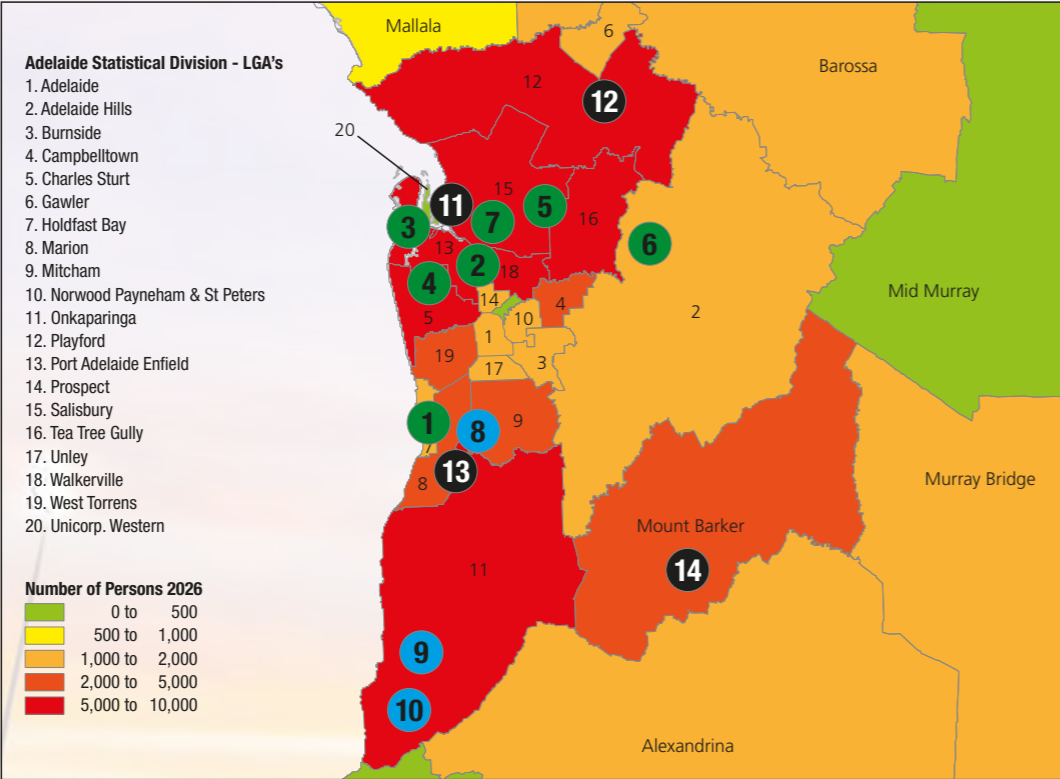 Adelaide Statistical Division - LGA's
1. Adelaide
2. Adelaide Hills
3. Burnside
4. Campbelltown
5. Charles Sturt
6. Gawler
7. Holdfast Bay
8. Marion
9. Mitcham
10. Norwood Payneham & St Peters
11. Onkaparinga
12. Playford
13. Port Adelaide Enfield
14. Prospect
15. Salisbury
16. Tea Tree Gully
17. Unley
18. Walkerville
19. West Torrens
20. Unicorp. Western
Number of Persons 2026
0 to 500
500 to 1,000
1,000 to 2,000
2,000 to 5,000
5,000 to 10,000
Mallala
6
Barossa
12
12
20
15
11
5
7
16
3
13
6
2
18
4
14
4
Mid Murray
10
5
1
2
19
3
17
1
8
9
7
13
8
Murray Bridge
Mount Barker
14
11
9
10
Alexandrina